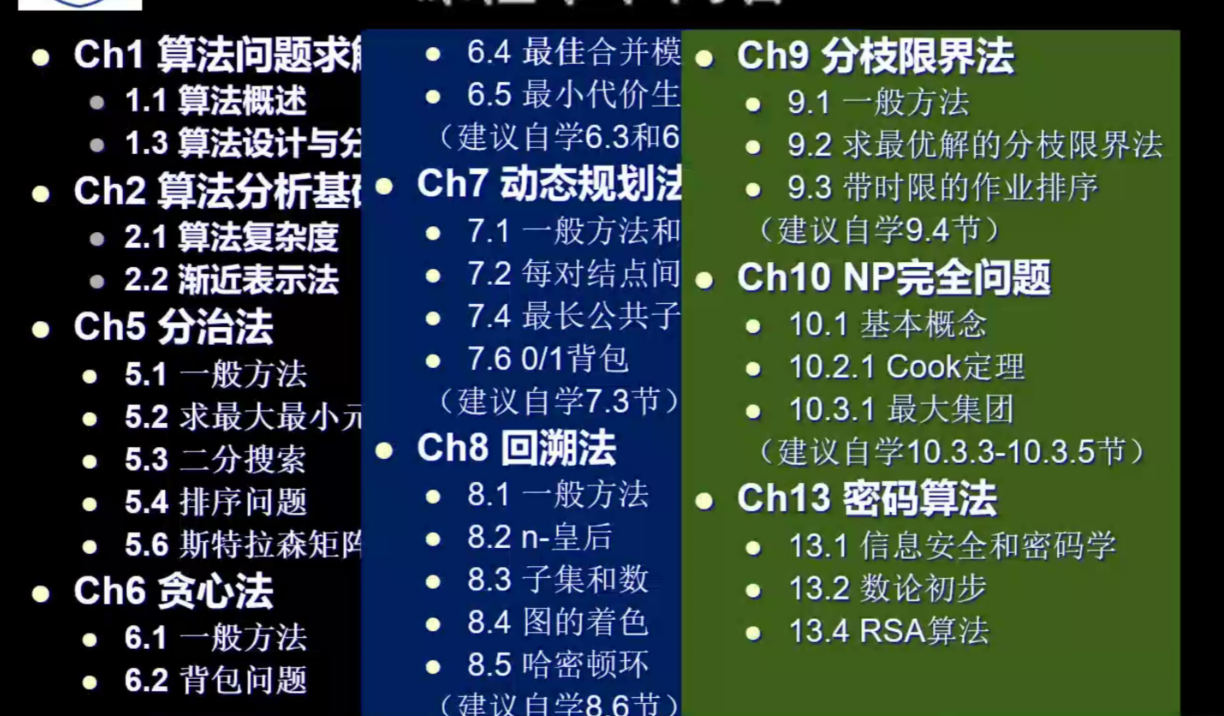 Ch1 算法问题求
1.1 算法概述
1.3 算法设计与分
Ch2 算法分析基
2.1 算法复杂度
2.2 渐近表示法
Ch5 分治法
5.1 一般方法
5.2 求最大最小元
5.3 二分搜索
5.4 排序问题
5.6 斯特拉森矩阵
Ch6 贪心法
6.1 一般方法
6.2 背包问题
6.4 最佳合并模
6.5 最小代价生
（建议自学6.3和6
Ch7 动态规划法
7.1 一般方法和
7.2 每对结点间
7.4 最长公共子
7.6 0/1背包
（建议自学7.3节）
Ch8 回溯法
8.1 一般方法
8.2 n-皇后
8.3 子集和数
8.4 图的着色
8.5 哈密顿环
（建议自学8.6节）
Ch9 分枝限界法
9.1 一般方法
9.2 求最优解的分枝限界法
9.3 带时限的作业排序
（建议自学9.4节）
Ch10 NP完全问题
10.1 基本概念
10.2.1 Cook定理
10.3.1 最大集团
（建议自学10.3.3-10.3.5节）
Ch13 密码算法
13.1 信息安全和密码学
13.2 数论初步
13.4 RSA算法